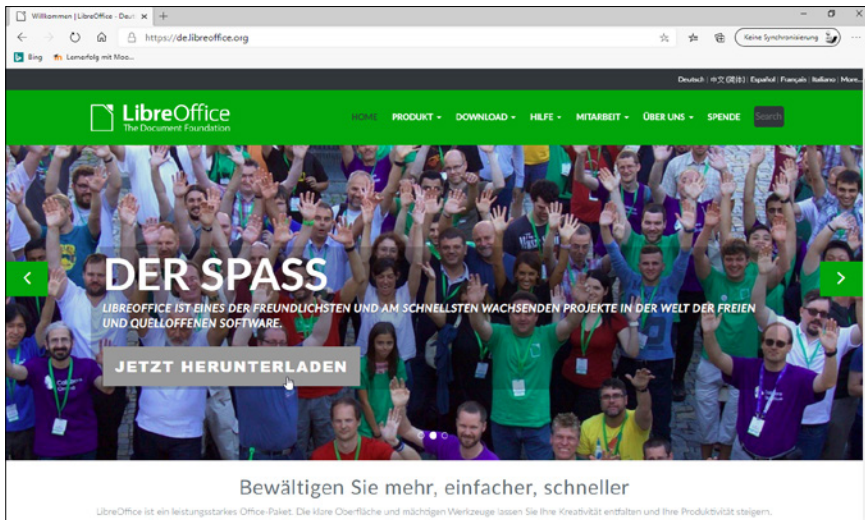 Willkommen | LibreOffice - Deut
https://de.libreoffice.org
Keine Synchronisierung
Bing Lernerfolg mit Moo...
Deutsch | 中文 (简体) | Español | Français | Italiano | More...
LibreOffice
The Document Foundation
HOME PRODUKT DOWNLOAD HILFE MITARBEIT ÜBER UNS SPENDE Search
DER SPASS
LIBREOFFICE IST EINES DER FREUNDLICHSTEN UND AM SCHNELLSTEN WACHSENDEN PROJEKTE IN DER WELT DER FREIEN
UND QUELLOFFENEN SOFTWARE.
JETZT HERUNTERLADEN
Bewältigen Sie mehr, einfacher, schneller
LibreOffice ist ein leistungsstarkes Office-Paket. Die klare Oberfläche und mächtigen Werkzeuge lassen Sie Ihre Kreativität entfalten und Ihre Produktivität steigern.